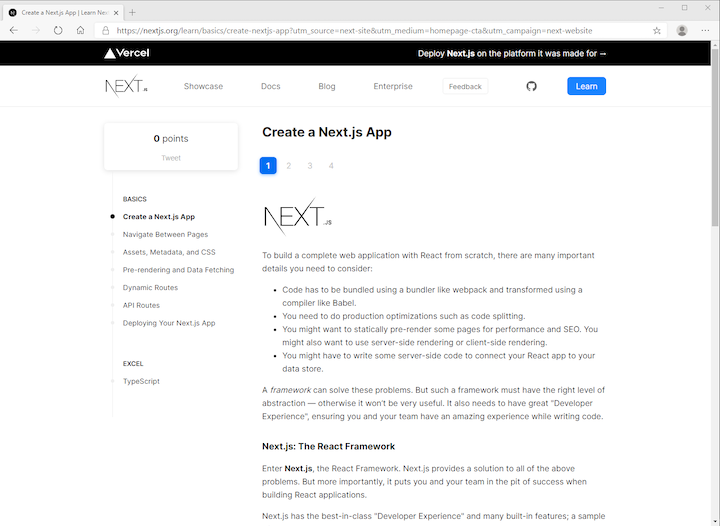 Create a Next.js App | Learn Nex
https://nextjs.org/learn/basics/create-nextjs-app?utm_source=next-site&utm_medium=homepage-cta&utm_campaign=next-website
Vercel
Deploy Next.js on the platform it was made for →
NEXT.JS
Showcase
Docs
Blog
Enterprise
Feedback
Learn
0 points
Tweet
BASICS
Create a Next.js App
Navigate Between Pages
Assets, Metadata, and CSS
Pre-rendering and Data Fetching
Dynamic Routes
API Routes
Deploying Your Next.js App
EXCEL
TypeScript
Create a Next.js App
1 2 3 4
NEXT.JS
To build a complete web application with React from scratch, there are many important
details you need to consider:
• Code has to be bundled using a bundler like webpack and transformed using a
compiler like Babel.
• You need to do production optimizations such as code splitting.
• You might want to statically pre-render some pages for performance and SEO. You
might also want to use server-side rendering or client-side rendering.
• You might have to write some server-side code to connect your React app to your
data store.
A framework can solve these problems. But such a framework must have the right level of
abstraction — otherwise it won't be very useful. It also needs to have great "Developer
Experience", ensuring you and your team have an amazing experience while writing code.
Next.js: The React Framework
Enter Next.js, the React Framework. Next.js provides a solution to all of the above
problems. But more importantly, it puts you and your team in the pit of success when
building React applications.
Next.js has the best-in-class "Developer Experience" and many built-in features; a sample